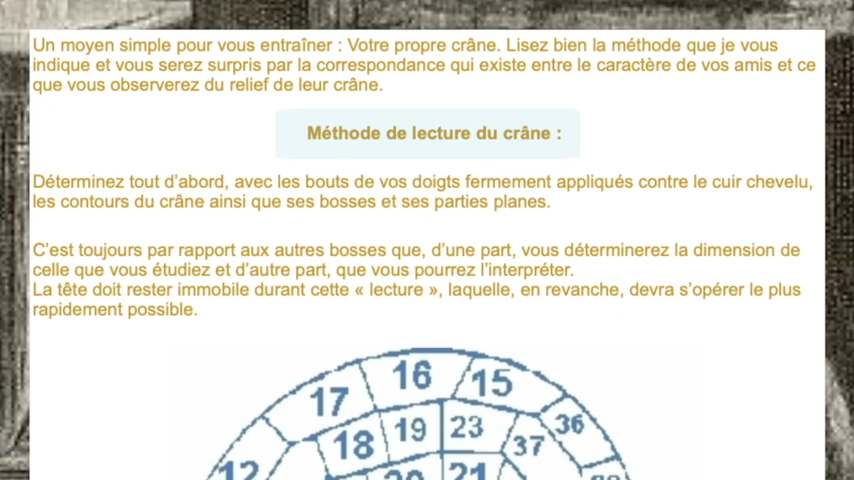 Un moyen simple pour vous entraîner : Votre propre crâne. Lisez bien la méthode que je vous
indique et vous serez surpris par la correspondance qui existe entre le caractère de vos amis et ce
que vous observerez du relief de leur crâne.
Méthode de lecture du crâne :
Déterminez tout d’abord, avec les bouts de vos doigts fermement appliqués contre le cuir chevelu,
les contours du crâne ainsi que ses bosses et ses parties planes.
C’est toujours par rapport aux autres bosses que, d’une part, vous déterminerez la dimension de
celle que vous étudiez et d’autre part, que vous pourrez l’interpréter.
La tête doit rester immobile durant cette « lecture », laquelle, en revanche, devra s’opérer le plus
rapidement possible.
16 15
17 36
19 23
18 37
12 21